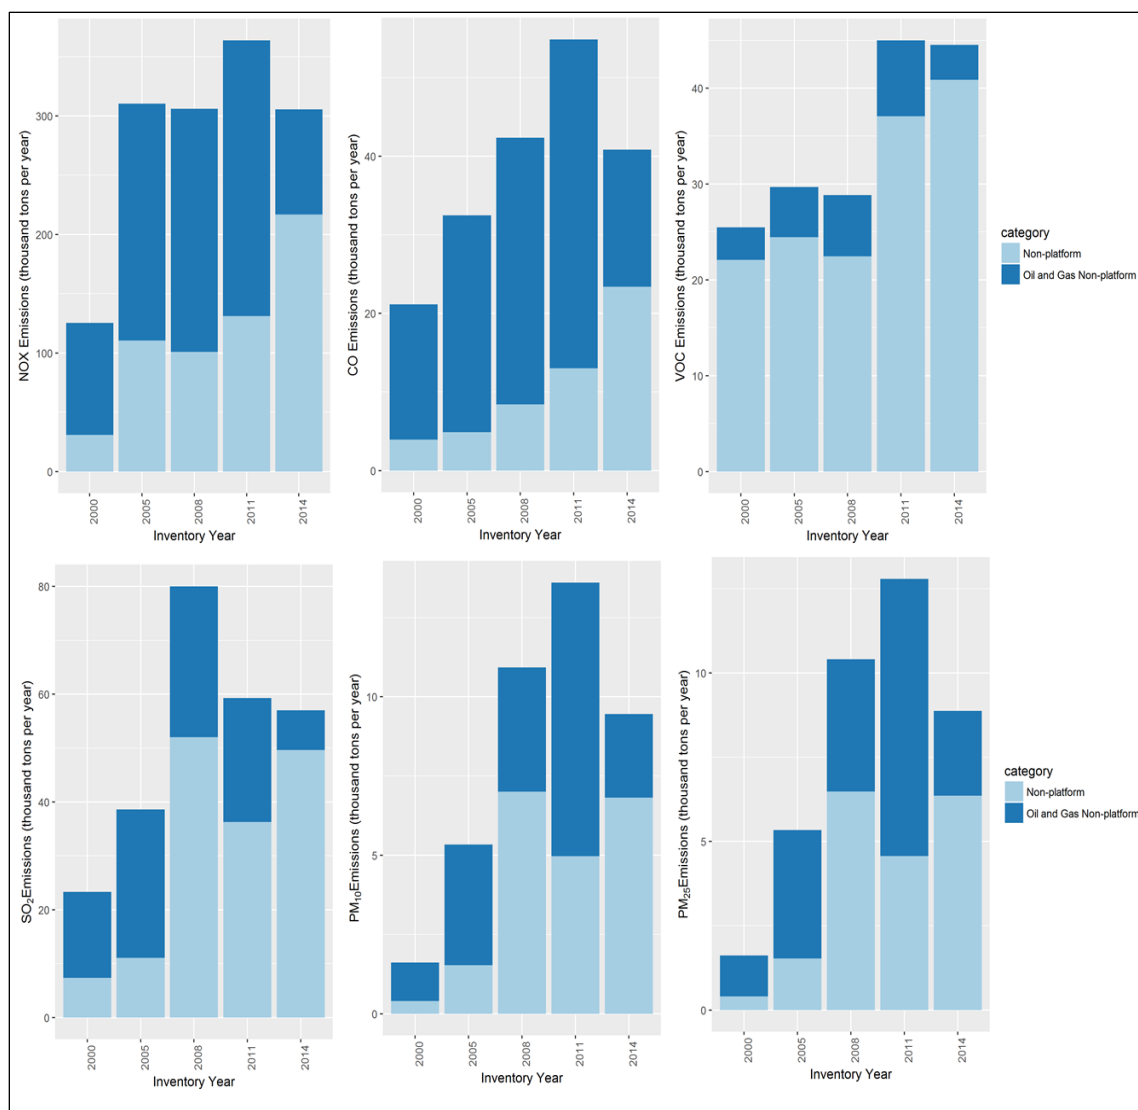 NOX Emissions (thousand tons per year)
300
200
100
0
2000
2005
2008
2011
2014
Inventory Year
CO Emissions (thousand tons per year)
40
20
0
2000
2005
2008
2011
2014
Inventory Year
VOC Emissions (thousand tons per year)
40
30
20
10
0
2000
2005
2008
2011
2014
Inventory Year
category
Non-platform
Oil and Gas Non-platform
SO₂Emissions (thousand tons per year)
80
60
40
20
0
2000
2005
2008
2011
2014
Inventory Year
PM₁₀Emissions (thousand tons per year)
10
5
0
2000
2005
2008
2011
2014
Inventory Year
PM₂₅Emissions (thousand tons per year)
10
5
0
2000
2005
2008
2011
2014
Inventory Year
category
Non-platform
Oil and Gas Non-platform